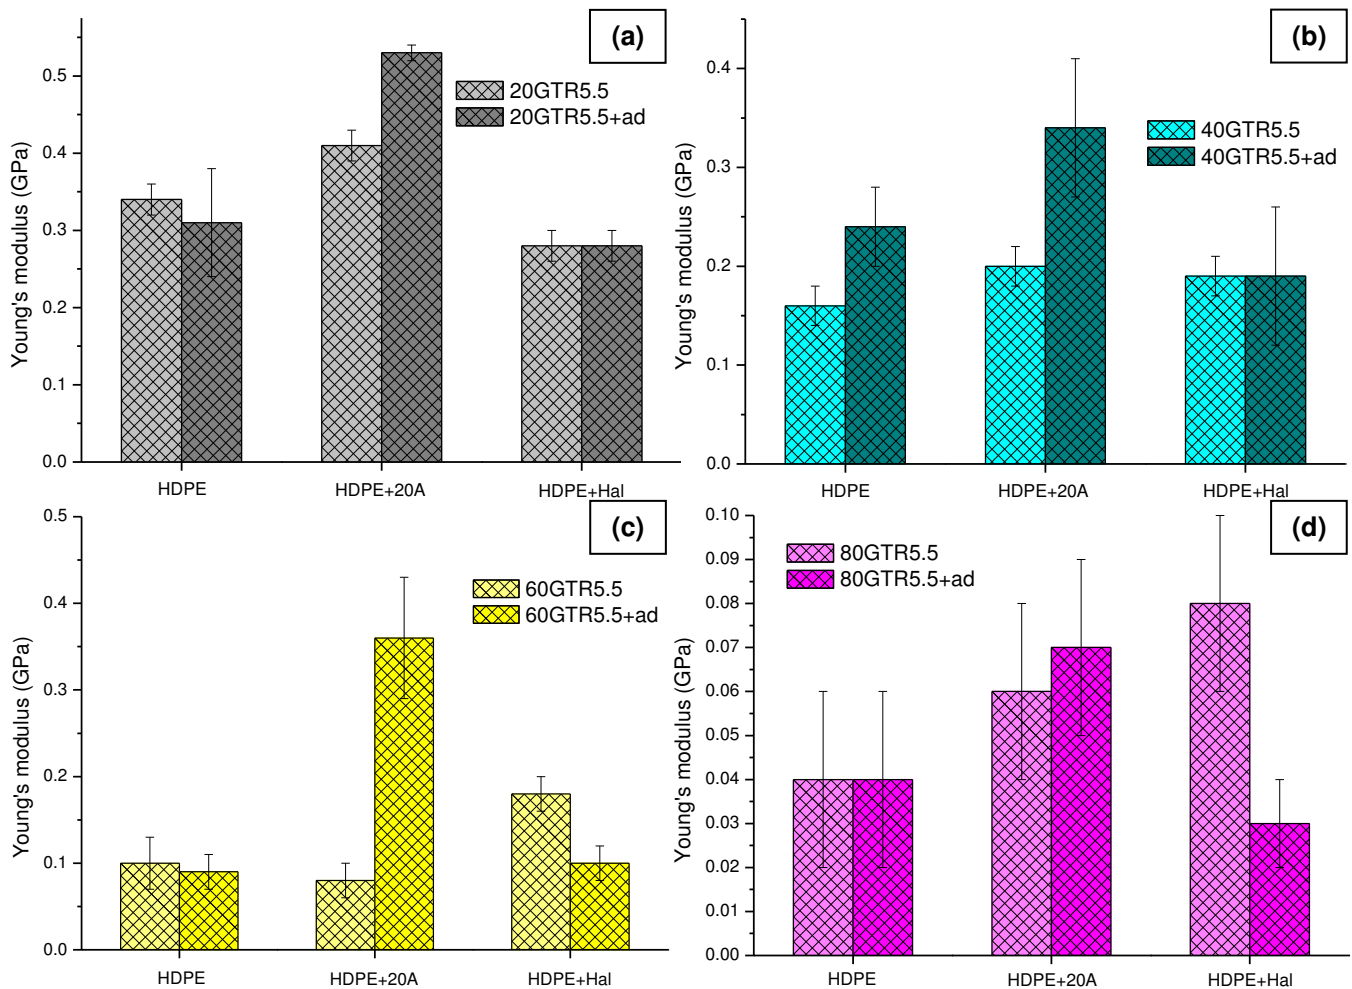 (a)
20GTR5.5
20GTR5.5+ad
Young's modulus (GPa)
0.5
0.4
0.3
0.2
0.1
0.0
HDPE
HDPE+20A
HDPE+Hal
(b)
40GTR5.5
40GTR5.5+ad
Young's modulus (GPa)
0.4
0.3
0.2
0.1
0.0
HDPE
HDPE+20A
HDPE+Hal
(c)
60GTR5.5
60GTR5.5+ad
Young's modulus (GPa)
0.5
0.4
0.3
0.2
0.1
0.0
HDPE
HDPE+20A
HDPE+Hal
(d)
80GTR5.5
80GTR5.5+ad
Young's modulus (GPa)
0.10
0.09
0.08
0.07
0.06
0.05
0.04
0.03
0.02
0.01
0.00
HDPE
HDPE+20A
HDPE+Hal